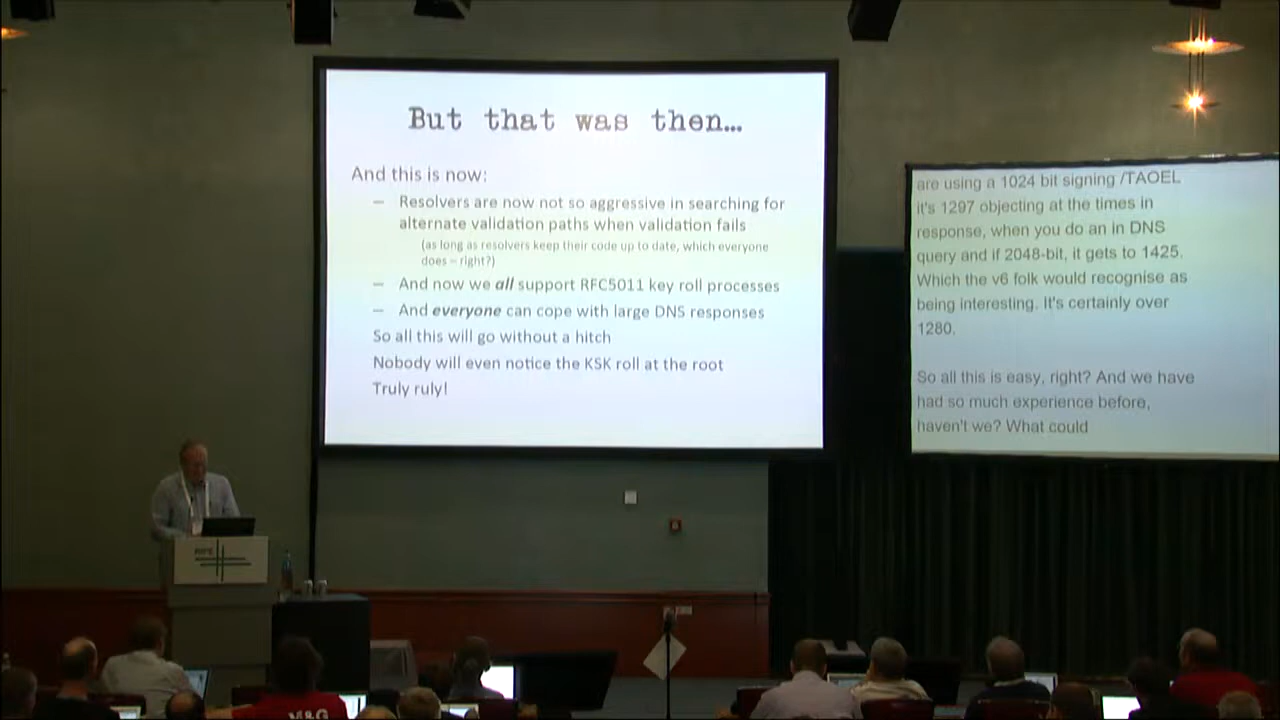 But that was then...
And this is now:
– Resolvers are now not so aggressive in searching for
alternate validation paths when validation fails
(as long as resolvers keep their code up to date, which everyone
does – right?)
– And now we all support RFC5011 key roll processes
– And everyone can cope with large DNS responses
So all this will go without a hitch
Nobody will even notice the KSK roll at the root
Truly ruly!
are using a 1024 bit signing /TAOEL
it's 1297 objecting at the times in
response, when you do an in DNS
query and if 2048-bit, it gets to 1425.
Which the v6 folk would recognise as
being interesting. It's certainly over
1280.
So all this is easy, right? And we have
had so much experience before,
haven't we? What could
RIPE
M&G